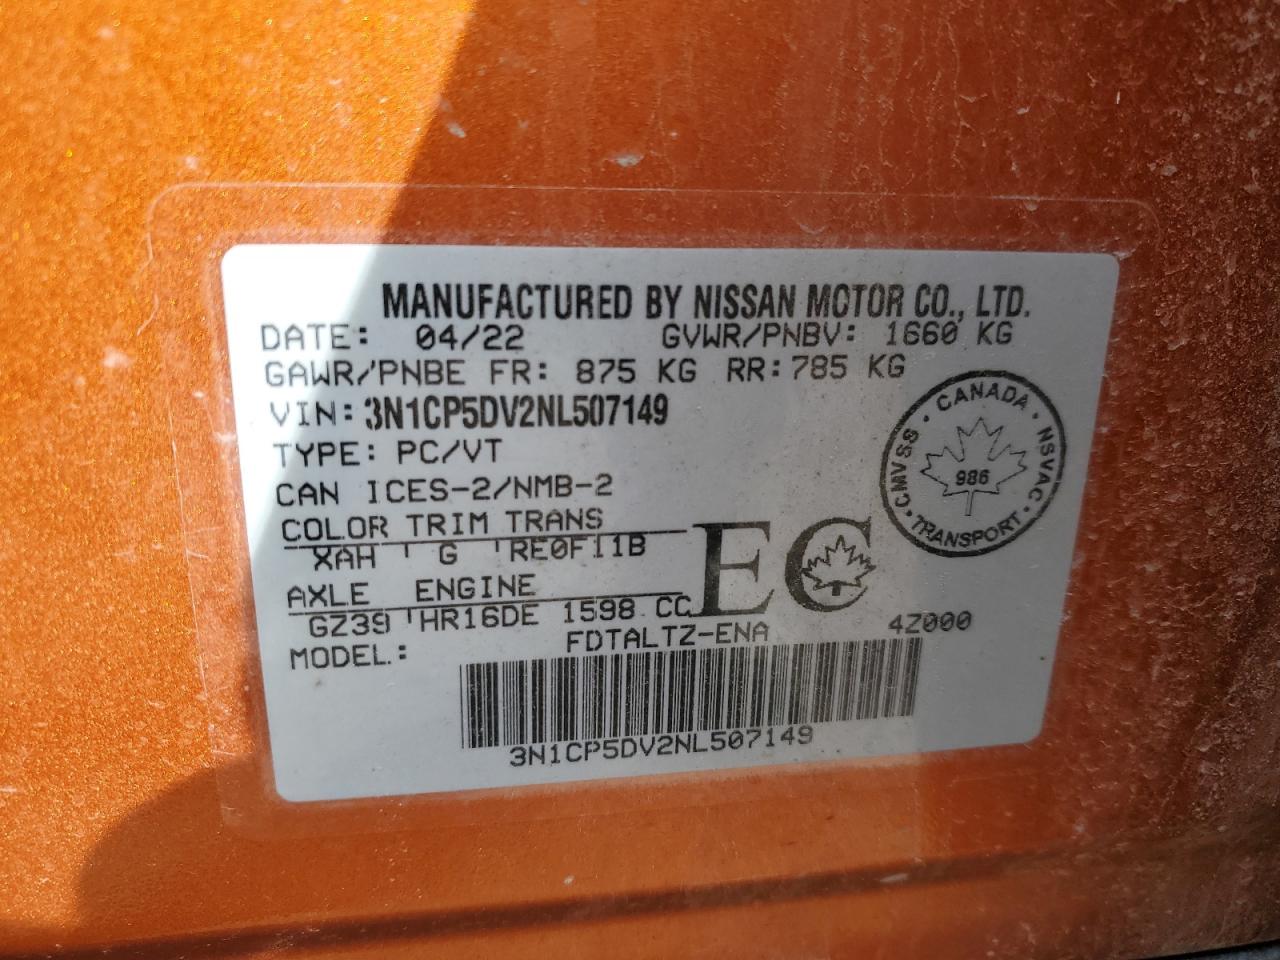 MANUFACTURED BY NISSAN MOTOR CO., LTD.
DATE: 04/22 GVWR/PNBV: 1660 KG
GAWR/PNBE FR: 875 KG RR: 785 KG
VIN: 3N1CP5DV2NL507149
TYPE: PC/VT
CAN ICES-2/NMB-2
COLOR TRIM TRANS
XAH G RE0F11B
AXLE ENGINE
GZ39 HR16DE 1598 CC
MODEL: FDTALTZ-ENA 4Z000
EC
CANADA · NSVAC · TRANSPORT · CMVSS ·
986
3N1CP5DV2NL507149